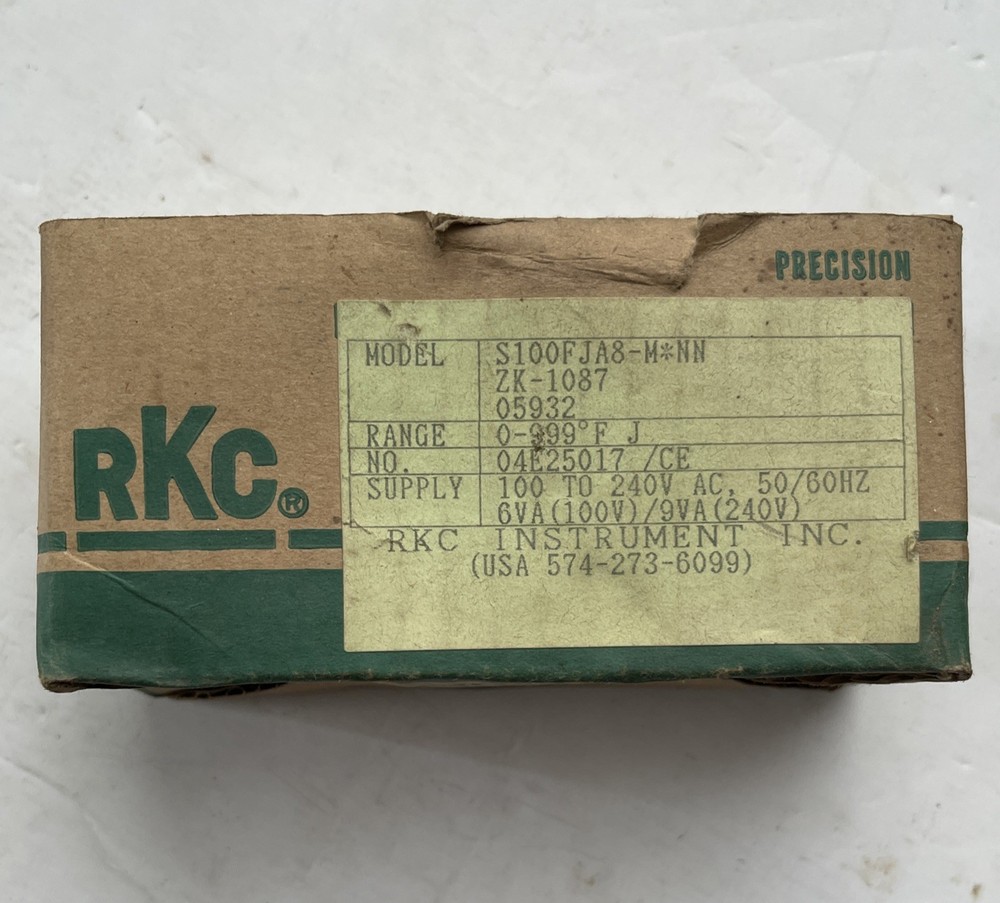 PRECISION
RKC®
MODEL S100FJA8-M*NN
ZK-1087
05932
RANGE 0-999°F J
NO. 04E25017 /CE
SUPPLY 100 TO 240V AC, 50/60HZ
6VA(100V)/9VA(240V)
RKC INSTRUMENT INC.
(USA 574-273-6099)